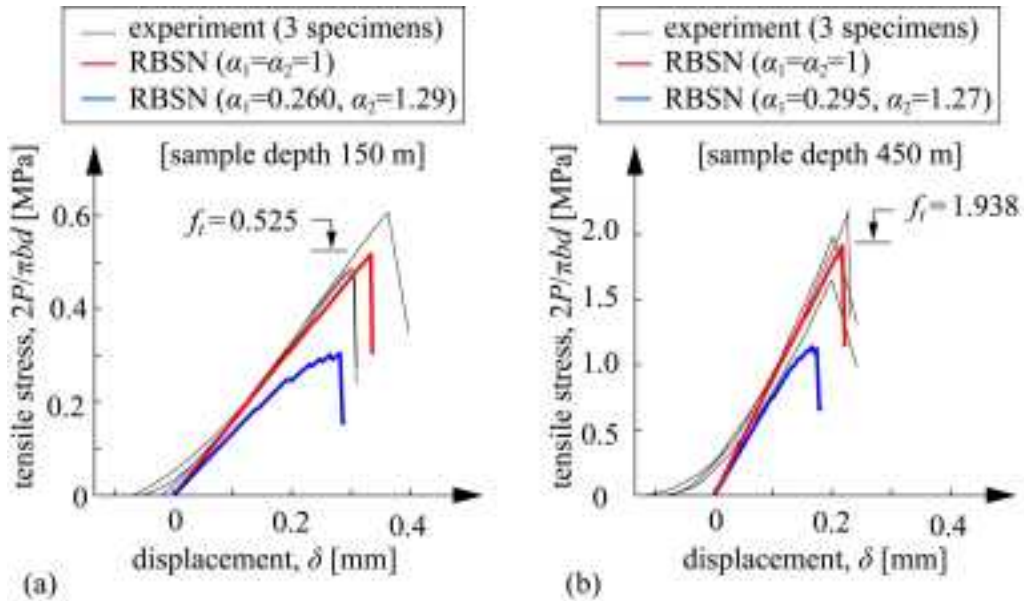 experiment (3 specimens)
RBSN (α₁=α₂=1)
RBSN (α₁=0.260, α₂=1.29)
[sample depth 150 m]
tensile stress, 2P/πbd [MPa]
0.6
0.4
0.2
0
fₜ=0.525
0 0.2 0.4
displacement, δ [mm]
(a)
experiment (3 specimens)
RBSN (α₁=α₂=1)
RBSN (α₁=0.295, α₂=1.27)
[sample depth 450 m]
tensile stress, 2P/πbd [MPa]
2.0
1.5
1.0
0.5
0
fₜ=1.938
0 0.2 0.4
displacement, δ [mm]
(b)